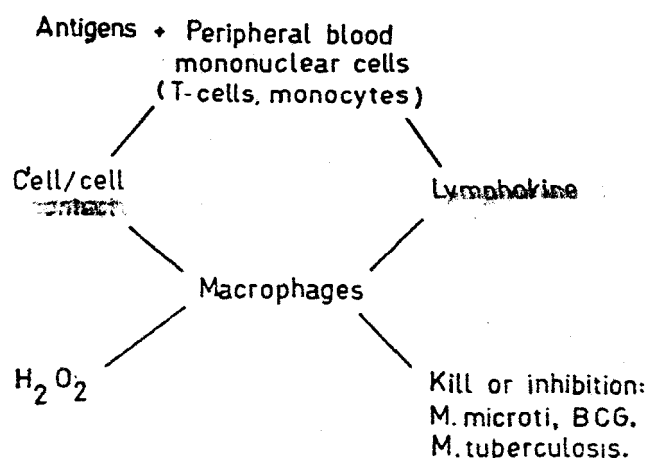 Antigens + Peripheral blood
mononuclear cells
(T-cells, monocytes)
Cell/cell
contact
Lymphokine
Macrophages
H₂O₂
Kill or inhibition:
M. microti, BCG.
M. tuberculosis.